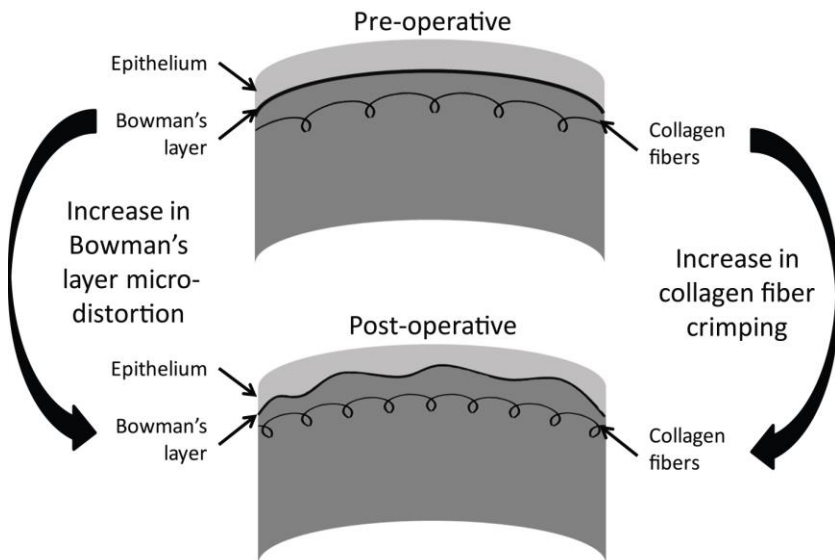 Pre-operative
Epithelium
Bowman's
layer
Collagen
fibers
Increase in
Bowman's
layer micro-
distortion
Increase in
collagen fiber
crimping
Post-operative
Epithelium
Bowman's
layer
Collagen
fibers